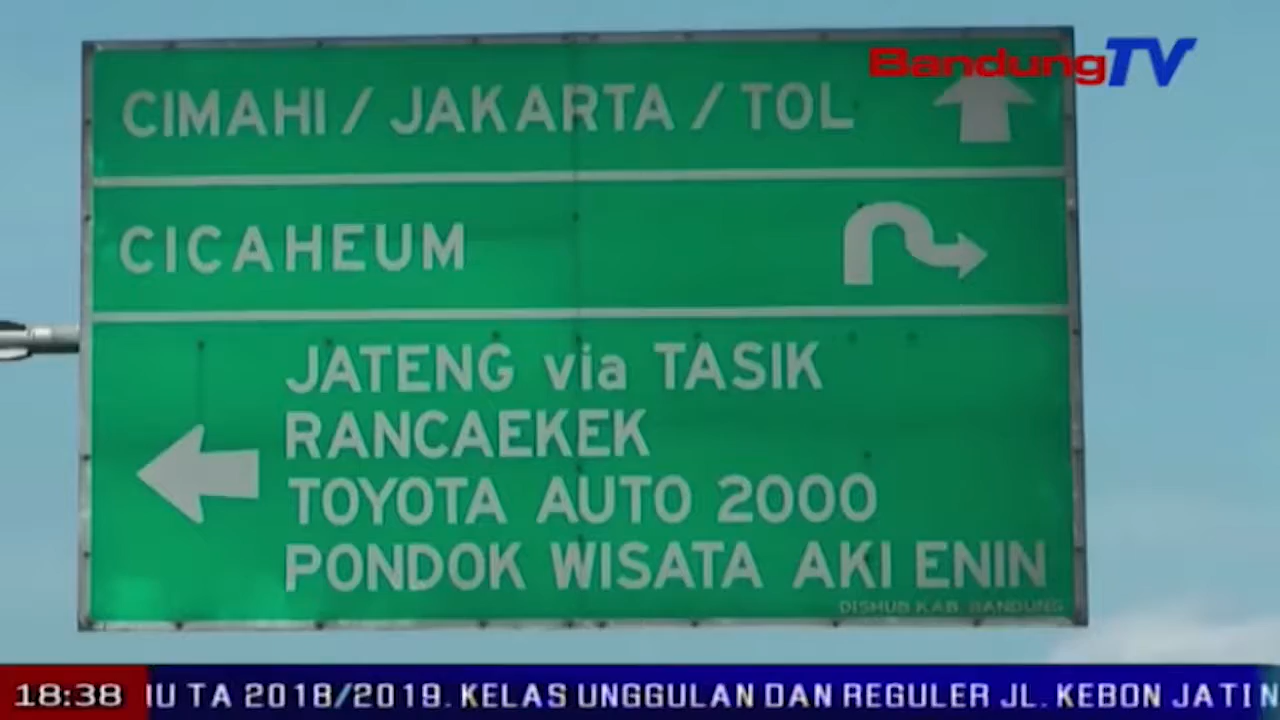 BandungTV
CIMAHI / JAKARTA / TOL
CICAHEUM
JATENG via TASIK
RANCAEKEK
TOYOTA AUTO 2000
PONDOK WISATA AKI ENIN
DISHUB KAB. BANDUNG
18:38
TA 2018/2019. KELAS UNGGULAN DAN REGULER JL. KEBON JATI